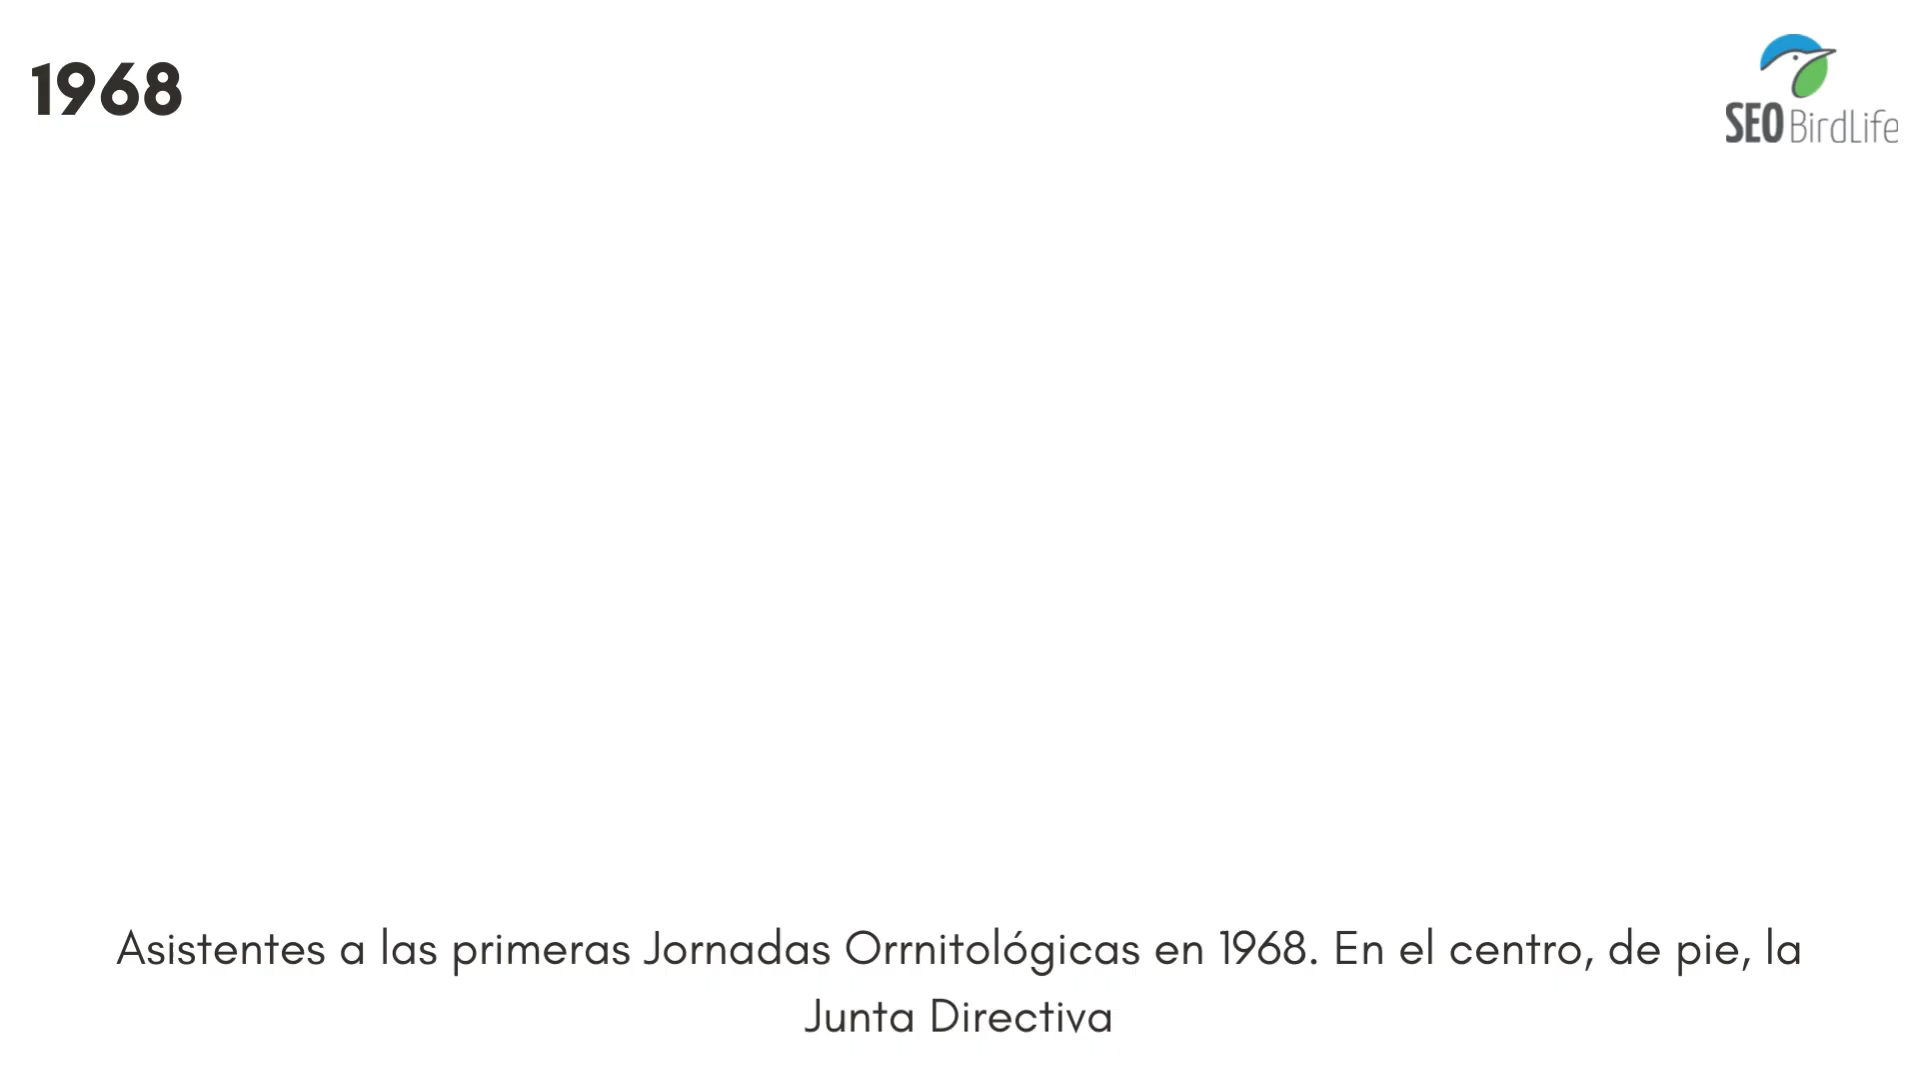 1968
SEO BirdLife
Asistentes a las primeras Jornadas Orrnitológicas en 1968. En el centro, de pie, la
Junta Directiva